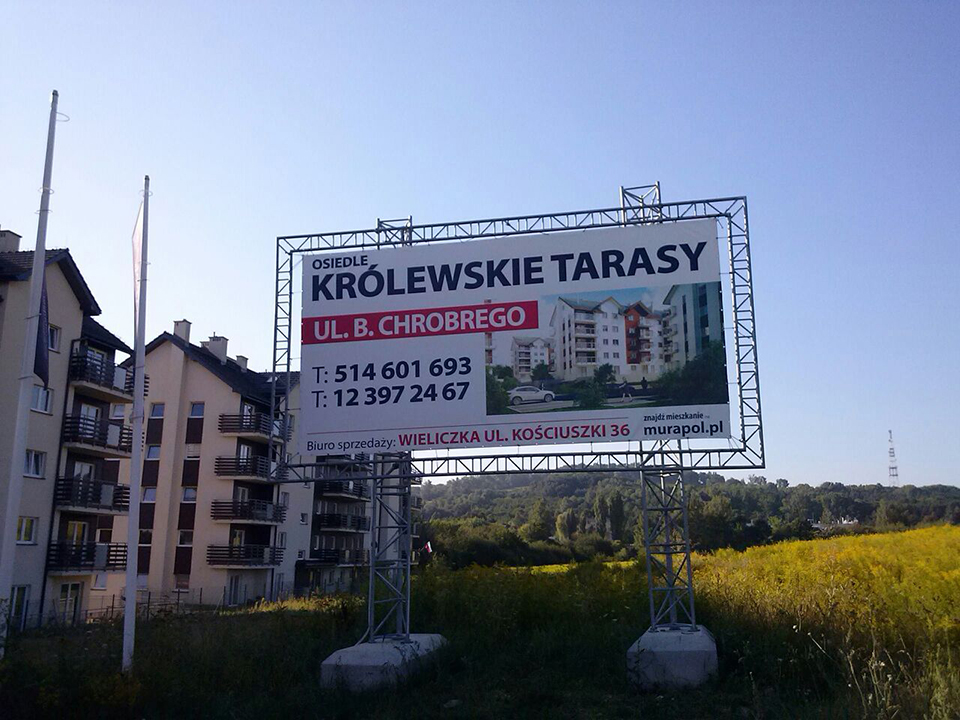 OSIEDLE
KRÓLEWSKIE TARASY
UL. B. CHROBREGO
T: 514 601 693
T: 12 397 24 67
Biuro sprzedaży: WIELICZKA UL. KOŚCIUSZKI 36
znajdź mieszkanie
murapol.pl